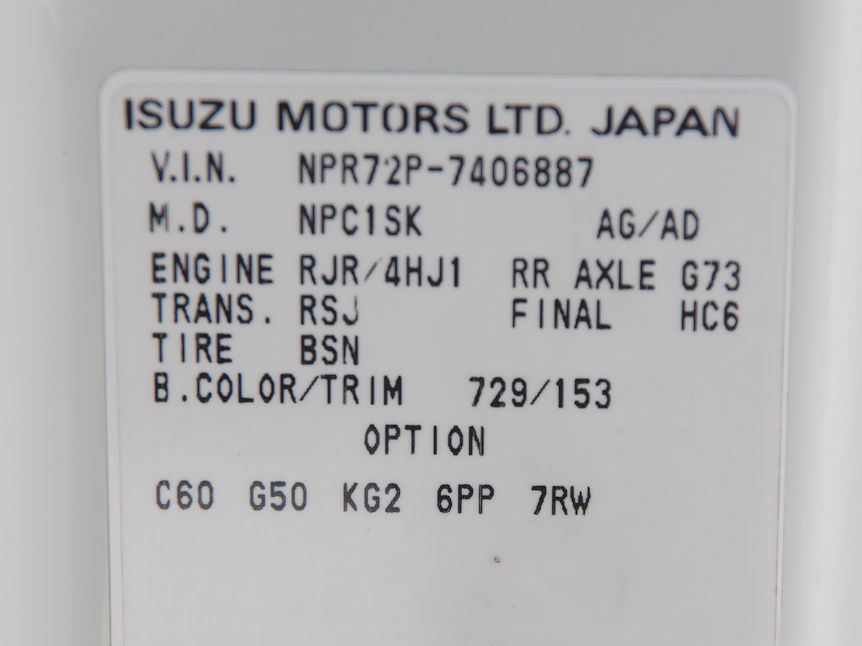 ISUZU MOTORS LTD. JAPAN
V.I.N. NPR72P-7406887
M.D. NPC1SK AG/AD
ENGINE RJR/4HJ1 RR AXLE G73
TRANS. RSJ FINAL HC6
TIRE BSN
B.COLOR/TRIM 729/153
OPTION
C60 G50 KG2 6PP 7RW